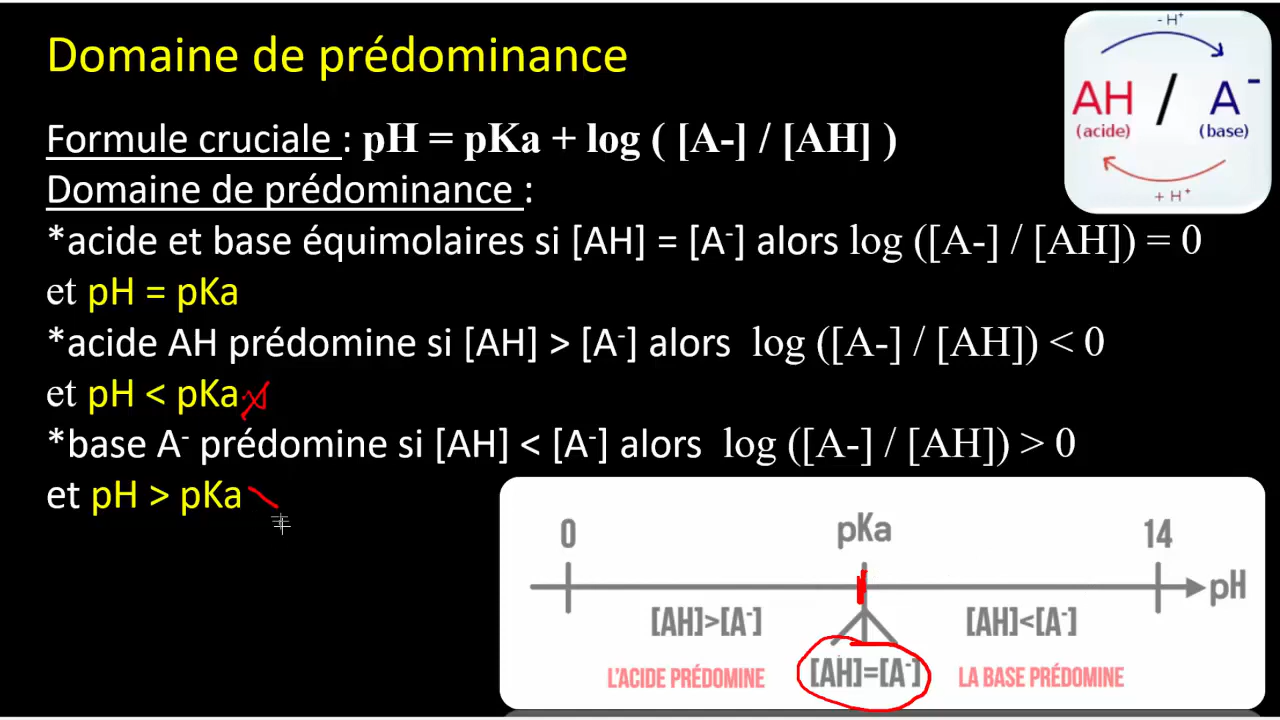 Domaine de prédominance
- H⁺
AH / A⁻
(acide) (base)
+ H⁺
Formule cruciale : pH = pKa + log ( [A-] / [AH] )
Domaine de prédominance :
*acide et base équimolaires si [AH] = [A⁻] alors log ([A-] / [AH]) = 0
et pH = pKa
*acide AH prédomine si [AH] > [A⁻] alors log ([A-] / [AH]) < 0
et pH < pKa
*base A⁻ prédomine si [AH] < [A⁻] alors log ([A-] / [AH]) > 0
et pH > pKa
0 pKa 14
pH
[AH]>[A⁻] [AH]<[A⁻]
L'ACIDE PRÉDOMINE [AH]=[A⁻] LA BASE PRÉDOMINE